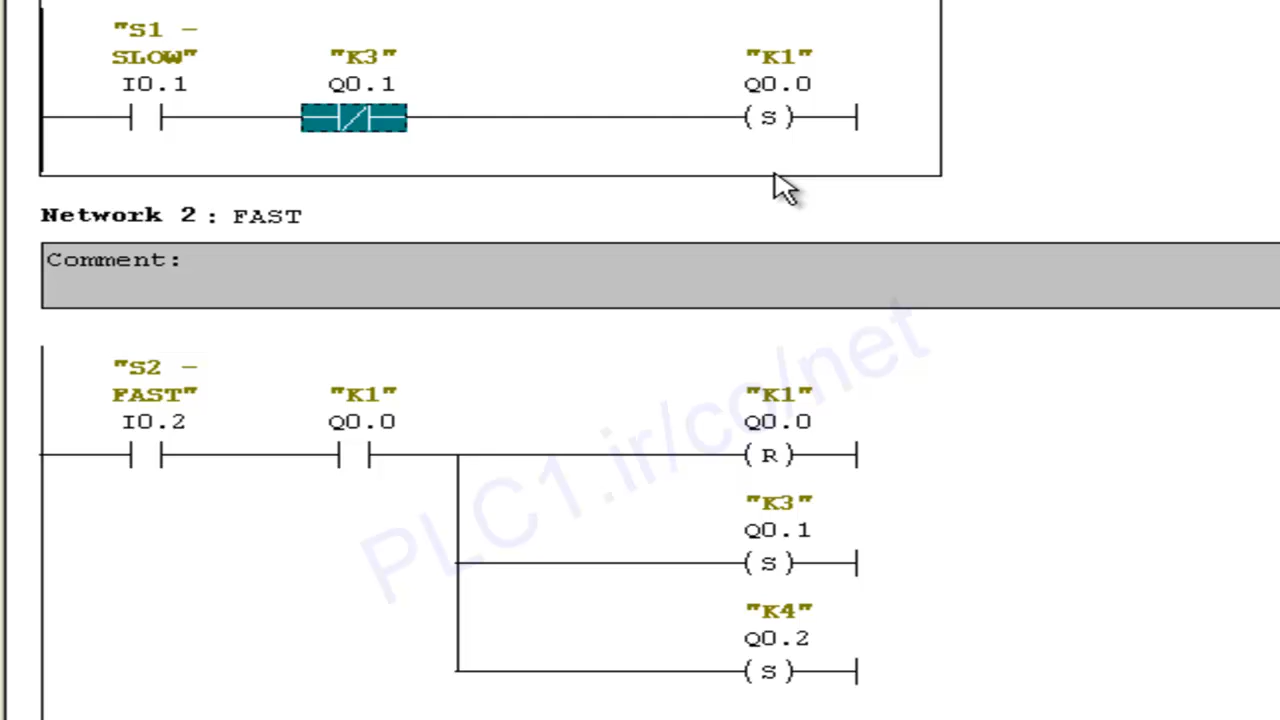 "S1 -
SLOW" "K3" "K1"
I0.1 Q0.1 Q0.0
( S )
Network 2 : FAST
Comment:
"S2 -
FAST" "K1" "K1"
I0.2 Q0.0 Q0.0
( R )
"K3"
Q0.1
( S )
"K4"
Q0.2
( S )
PLC1.ir/co/net